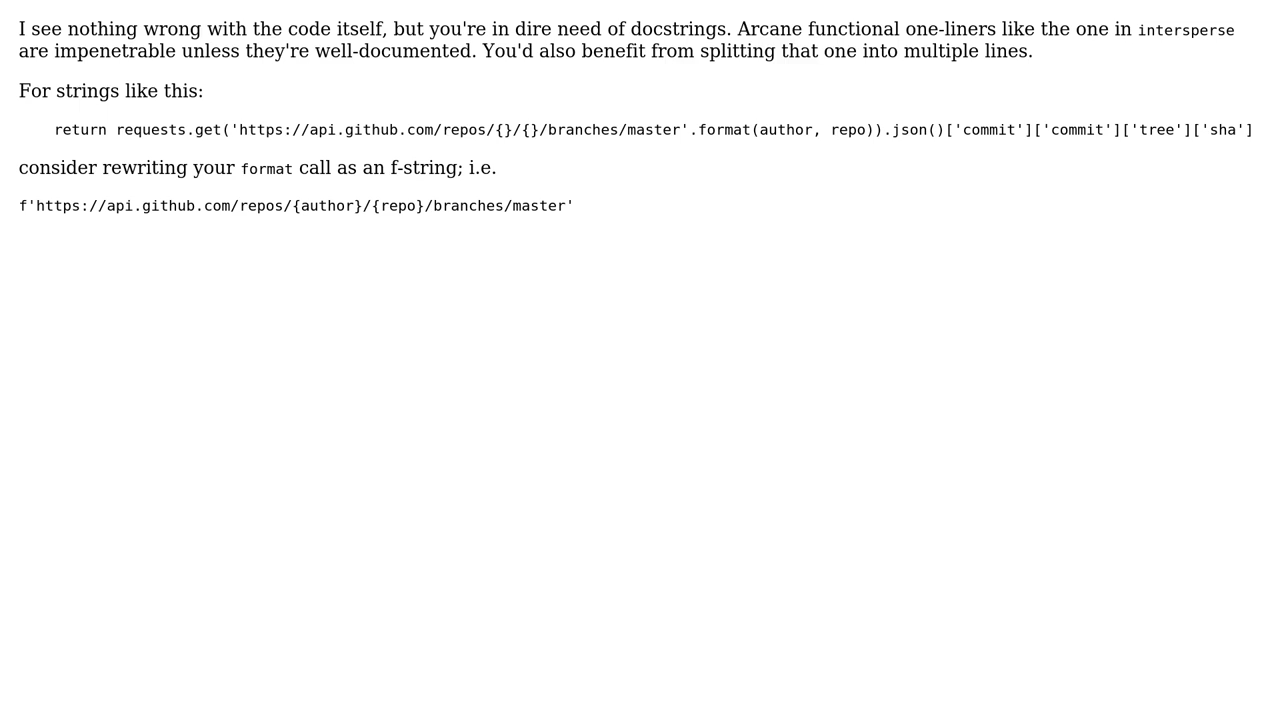 I see nothing wrong with the code itself, but you're in dire need of docstrings. Arcane functional one-liners like the one in intersperse
are impenetrable unless they're well-documented. You'd also benefit from splitting that one into multiple lines.
For strings like this:
    return requests.get('https://api.github.com/repos/{}/{}/branches/master'.format(author, repo)).json()['commit']['commit']['tree']['sha']
consider rewriting your format call as an f-string; i.e.
f'https://api.github.com/repos/{author}/{repo}/branches/master'